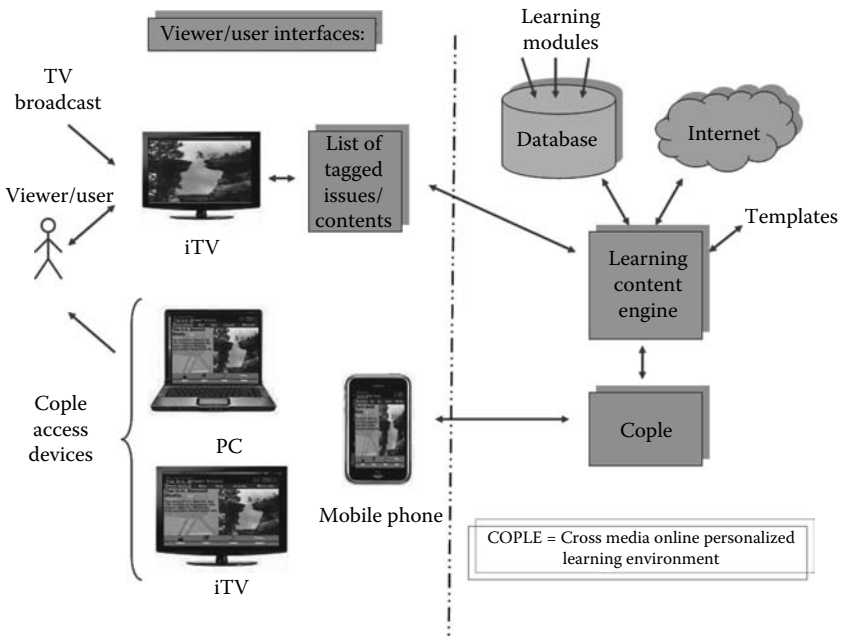 Viewer/user interfaces:
Learning
modules
TV
broadcast
Database
Internet
List of
tagged
issues/
contents
Viewer/user
iTV
Templates
Learning
content
engine
Cople
access
devices
PC
Cople
Mobile phone
iTV
COPLE = Cross media online personalized
learning environment